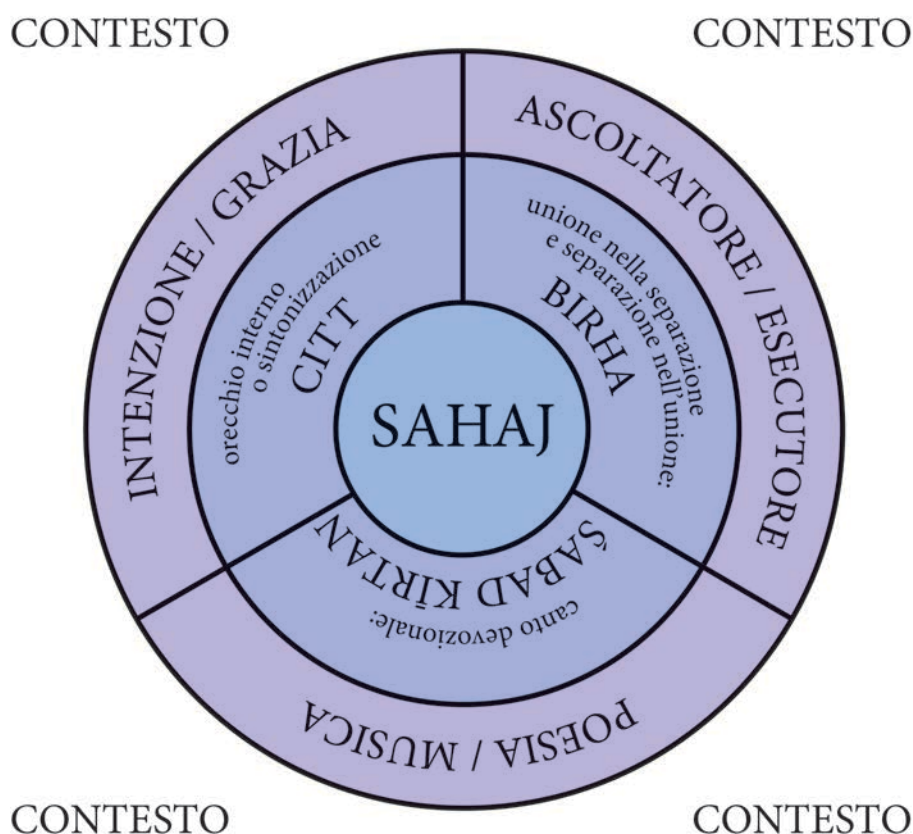 CONTESTO
CONTESTO
INTENZIONE / GRAZIA
ASCOLTATORE / ESECUTORE
orecchio interno
o sintonizzazione
CITT
unione nella separazione
e separazione nell'unione:
BIRHA
SAHAJ
ŚABAD KĪRTAN
canto devozionale:
POESIA / MUSICA
CONTESTO
CONTESTO